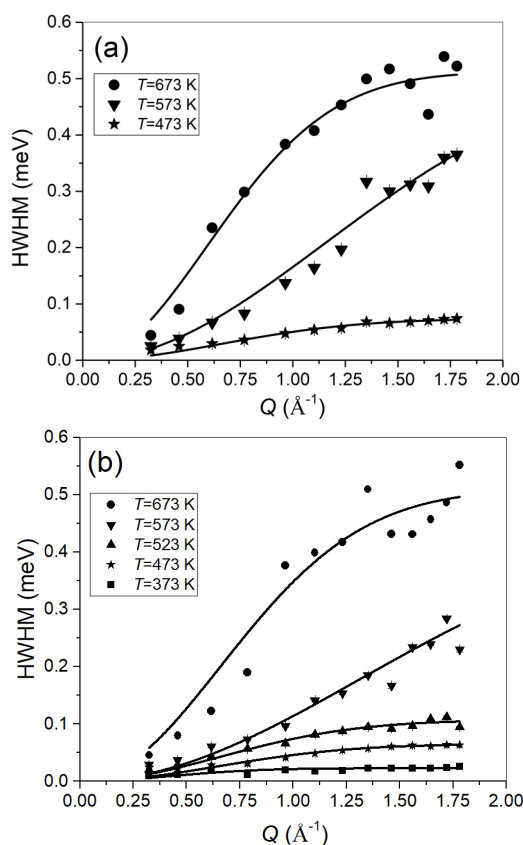 (a)
T=673 K
T=573 K
T=473 K
HWHM (meV)
0.6
0.5
0.4
0.3
0.2
0.1
0.0
0.00 0.25 0.50 0.75 1.00 1.25 1.50 1.75 2.00
Q (Å⁻¹)
(b)
T=673 K
T=573 K
T=523 K
T=473 K
T=373 K
HWHM (meV)
0.6
0.5
0.4
0.3
0.2
0.1
0.0
0.00 0.25 0.50 0.75 1.00 1.25 1.50 1.75 2.00
Q (Å⁻¹)